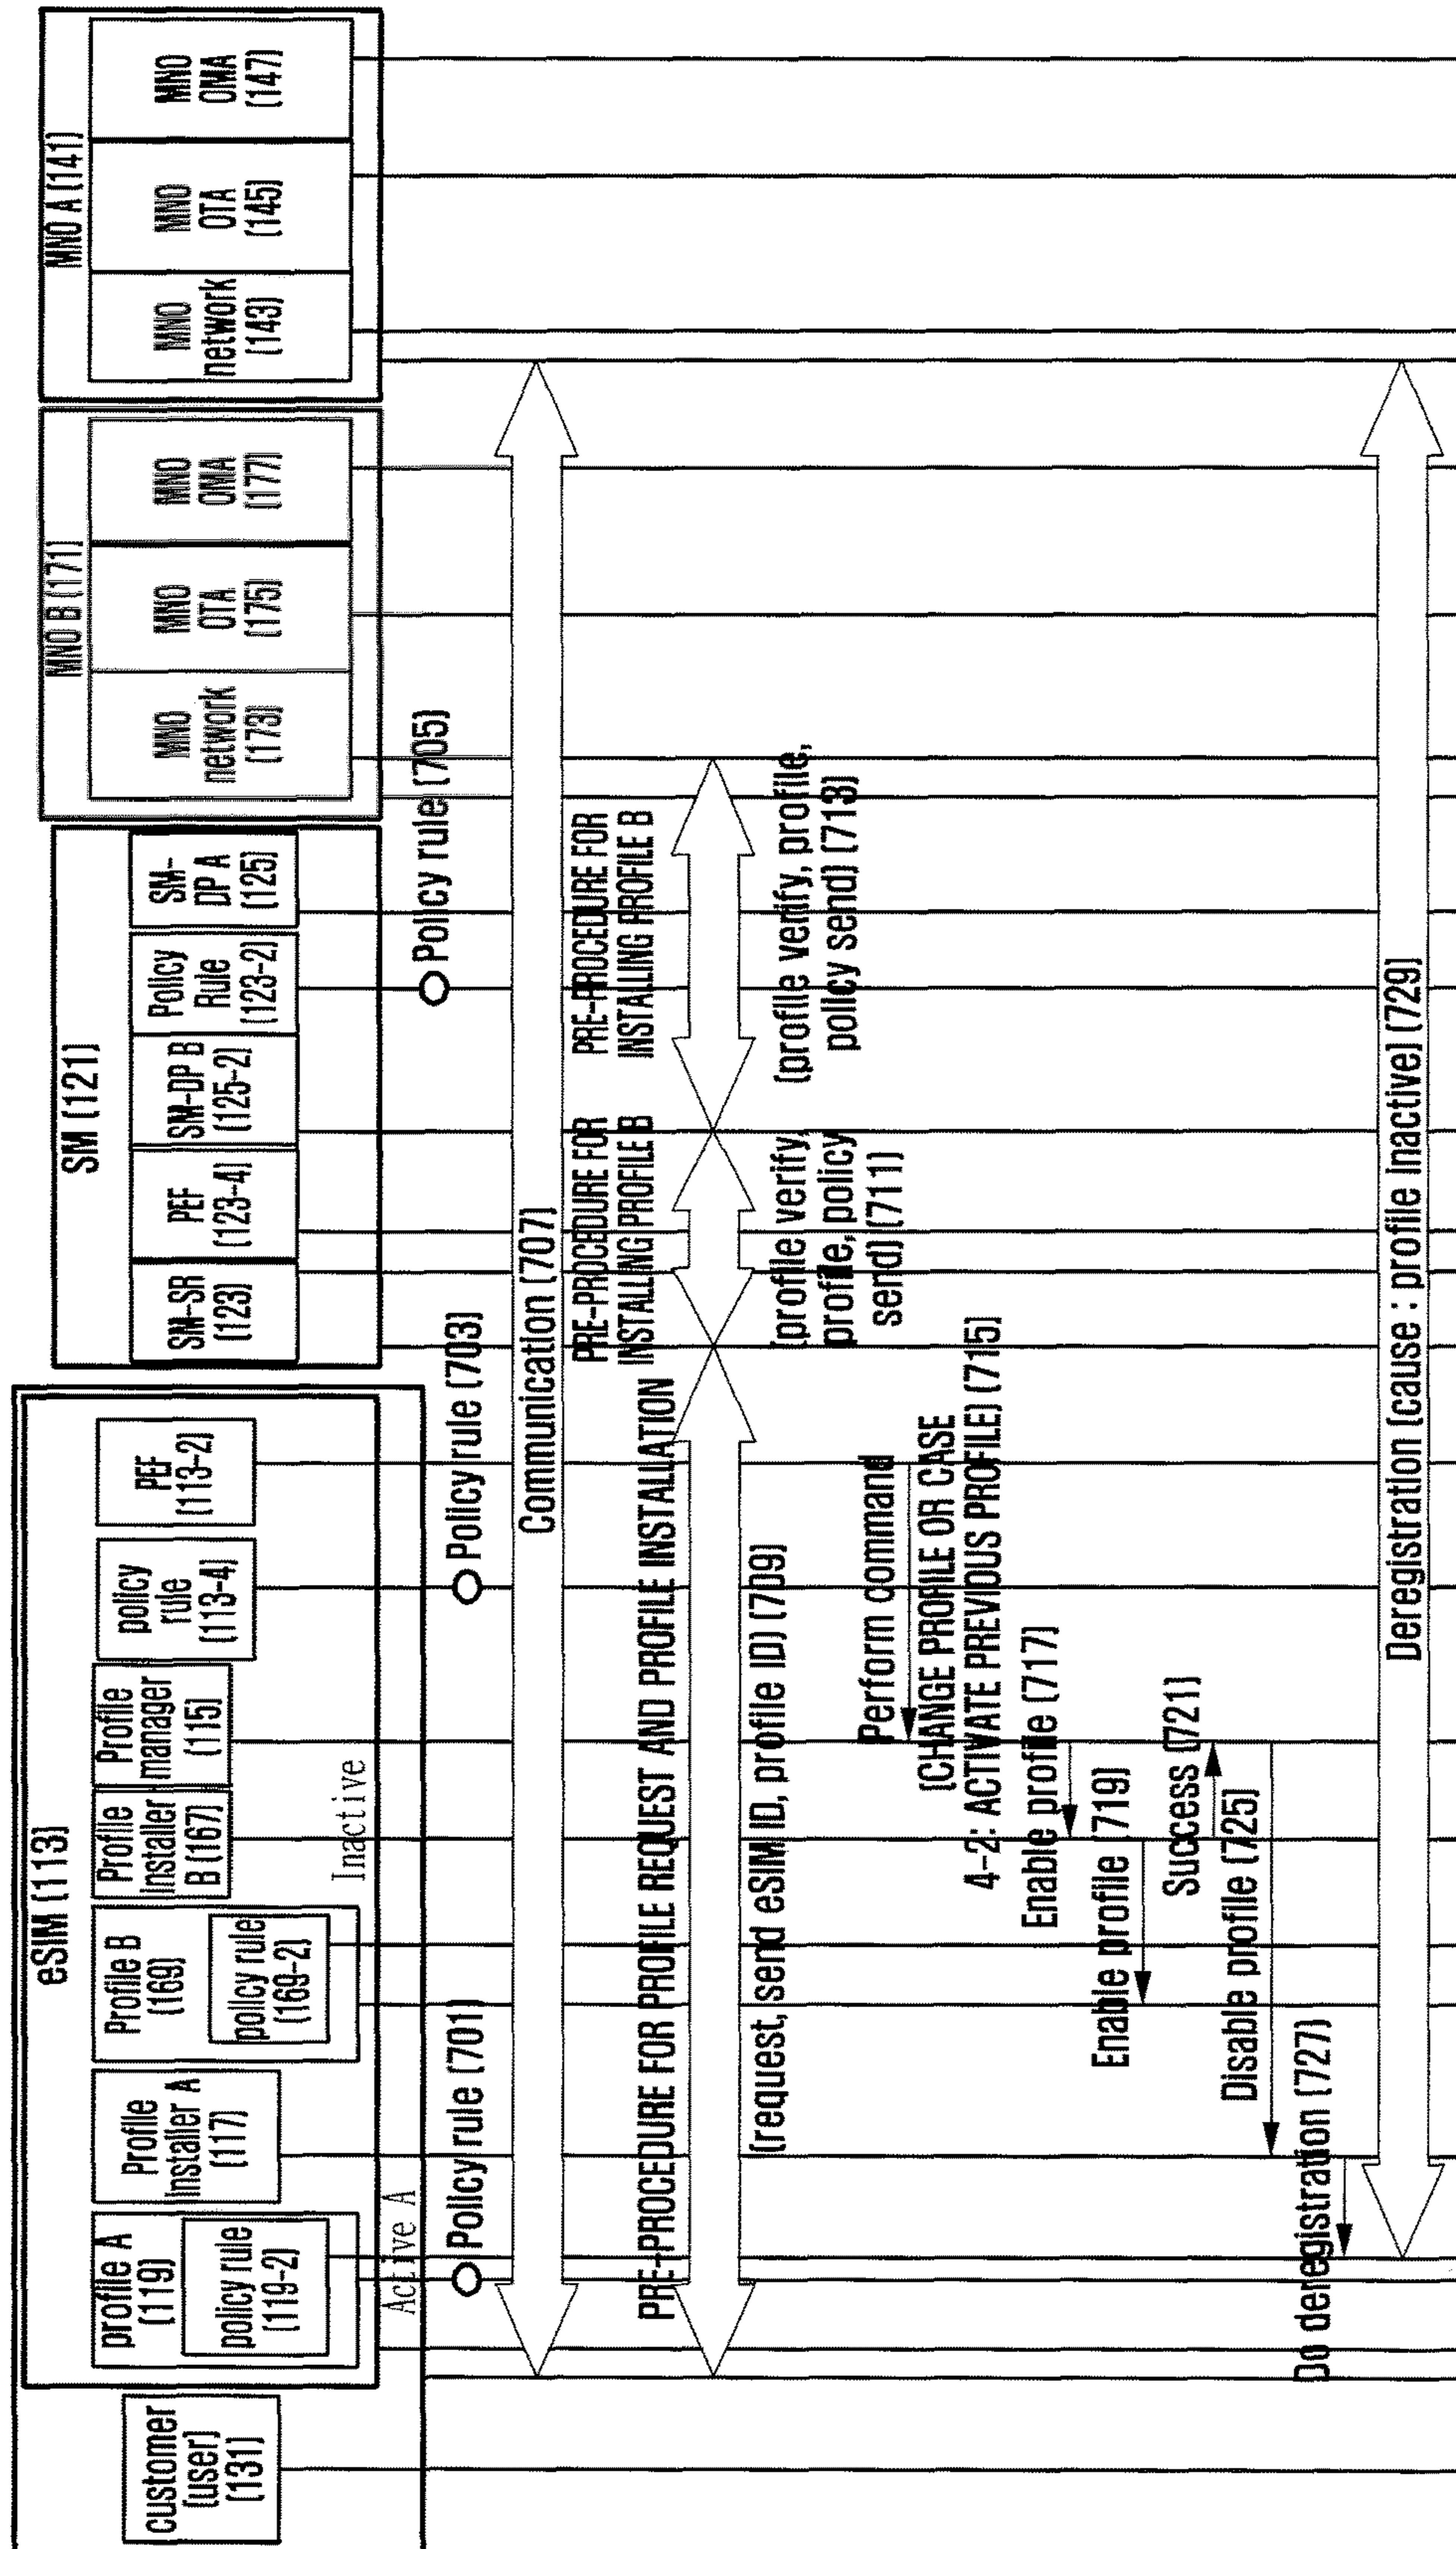 customer
(user)
(131)
eSIM (113)
profile A
(119)
policy rule
(119-2)
Profile
Installer A
(117)
Profile B
(169)
policy rule
(169-2)
Profile
Installer
B (167)
Profile
manager
(115)
policy
rule
(113-4)
PEF
(113-2)
Active A
Inactive
SM (121)
SM-SR
(123)
PEF
(123-4)
SM-DP B
(125-2)
Policy
Rule
(123-2)
SM-
DP A
(125)
MNO B (171)
MNO
network
(173)
MNO
OTA
(175)
MNO
OMA
(177)
MNO A (141)
MNO
network
(143)
MNO
OTA
(145)
MNO
OMA
(147)
Policy rule (701)
Policy rule (703)
Policy rule (705)
Communication (707)
PRE-PROCEDURE FOR PROFILE REQUEST AND PROFILE INSTALLATION
(request, send eSIM ID, profile ID) (709)
PRE-PROCEDURE FOR
INSTALLING PROFILE B
(profile verify,
profile, policy
send) (711)
PRE-PROCEDURE FOR
INSTALLING PROFILE B
(profile verify, profile,
policy send) (713)
Perform command
(CHANGE PROFILE OR CASE
4-2: ACTIVATE PREVIOUS PROFILE) (715)
Enable profile (717)
Enable profile (719)
Success (721)
Disable profile (725)
Do deregistration (727)
Deregistration (cause : profile inactive) (729)